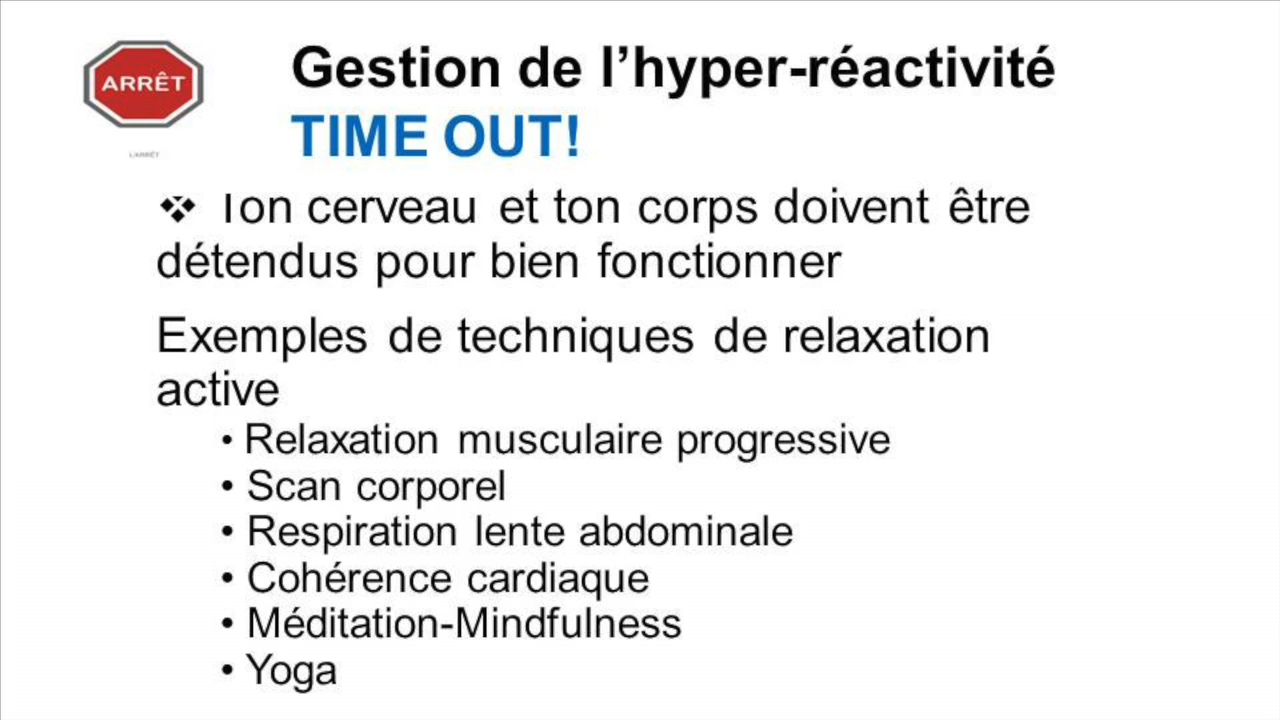 ARRÊT
L'ARRÊT
Gestion de l’hyper-réactivité
TIME OUT!
❖ Ton cerveau et ton corps doivent être
détendus pour bien fonctionner
Exemples de techniques de relaxation
active
• Relaxation musculaire progressive
• Scan corporel
• Respiration lente abdominale
• Cohérence cardiaque
• Méditation-Mindfulness
• Yoga